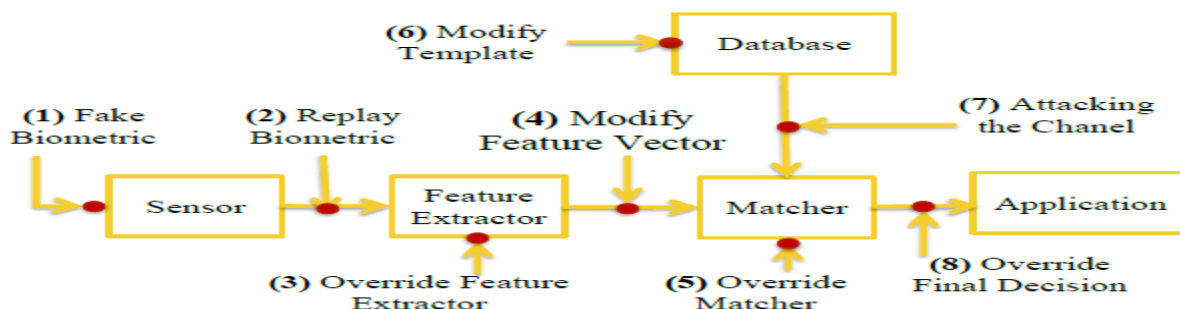 (6) Modify
Template
Database
(1) Fake
Biometric
(2) Replay
Biometric
(4) Modify
Feature Vector
(7) Attacking
the Chanel
Sensor
Feature
Extractor
Matcher
Application
(3) Override Feature
Extractor
(5) Override
Matcher
(8) Override
Final Decision